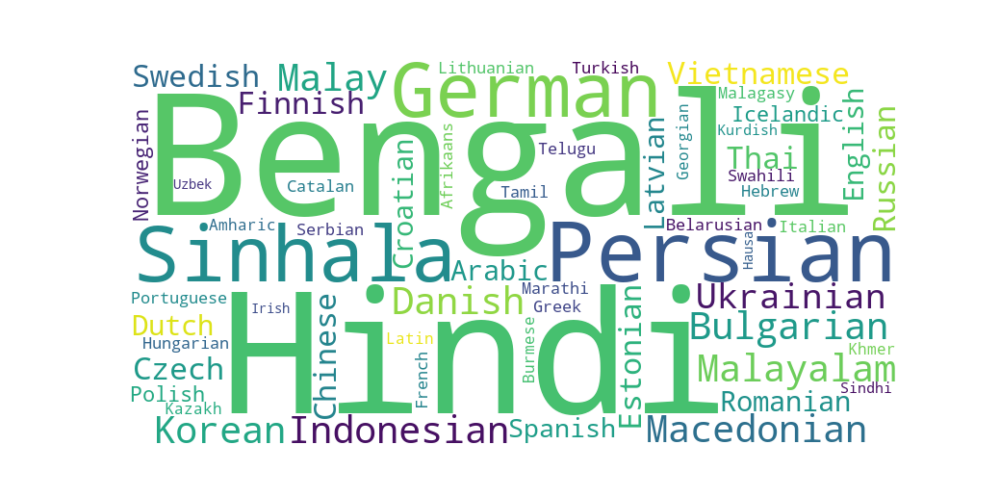 Swedish
Malay
German
Lithuanian
Turkish
Vietnamese
Finnish
Norwegian
Bengali
Uzbek
Catalan
Croatian
Afrikaans
Telugu
Tamil
Latvian
Georgian
Malagasy
Icelandic
Kurdish
Thai
Swahili
Hebrew
English
Russian
Sinhala
Amharic
Serbian
Arabic
Persian
Belarusian
Italian
Hausa
Portuguese
Irish
Hindi
Danish
Marathi
Greek
Ukrainian
Dutch
Hungarian
Chinese
Latin
French
Burmese
Estonian
Bulgarian
Khmer
Czech
Malayalam
Sindhi
Polish
Kazakh
Romanian
Korean
Indonesian
Spanish
Macedonian